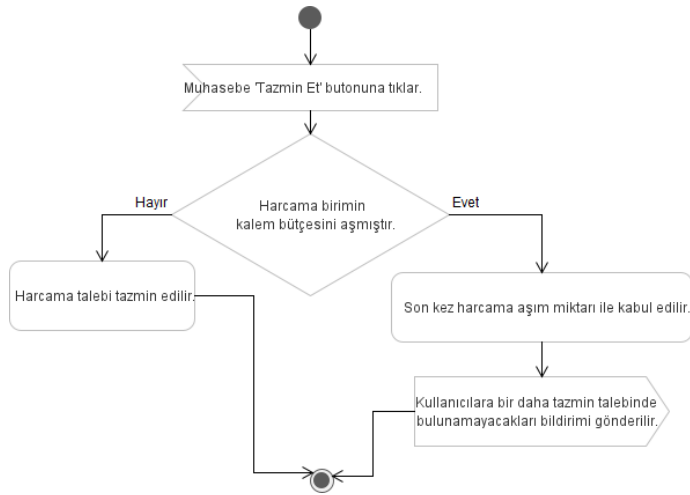 Muhasebe 'Tazmin Et' butonuna tıklar.
Harcama birimin
kalem bütçesini aşmıştır.
Hayır
Evet
Harcama talebi tazmin edilir.
Son kez harcama aşım miktarı ile kabul edilir.
Kullanıcılara bir daha tazmin talebinde
bulunamayacakları bildirimi gönderilir.